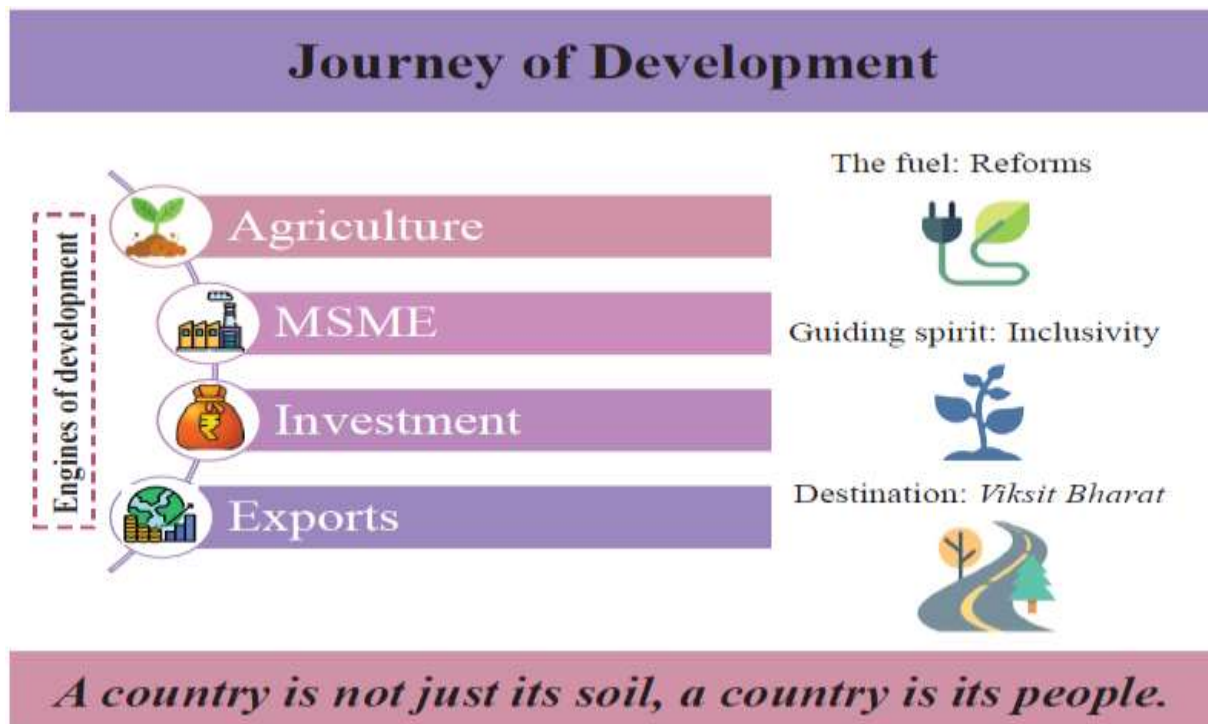 Journey of Development
Engines of development
Agriculture
MSME
Investment
Exports
The fuel: Reforms
Guiding spirit: Inclusivity
Destination: Viksit Bharat
A country is not just its soil, a country is its people.